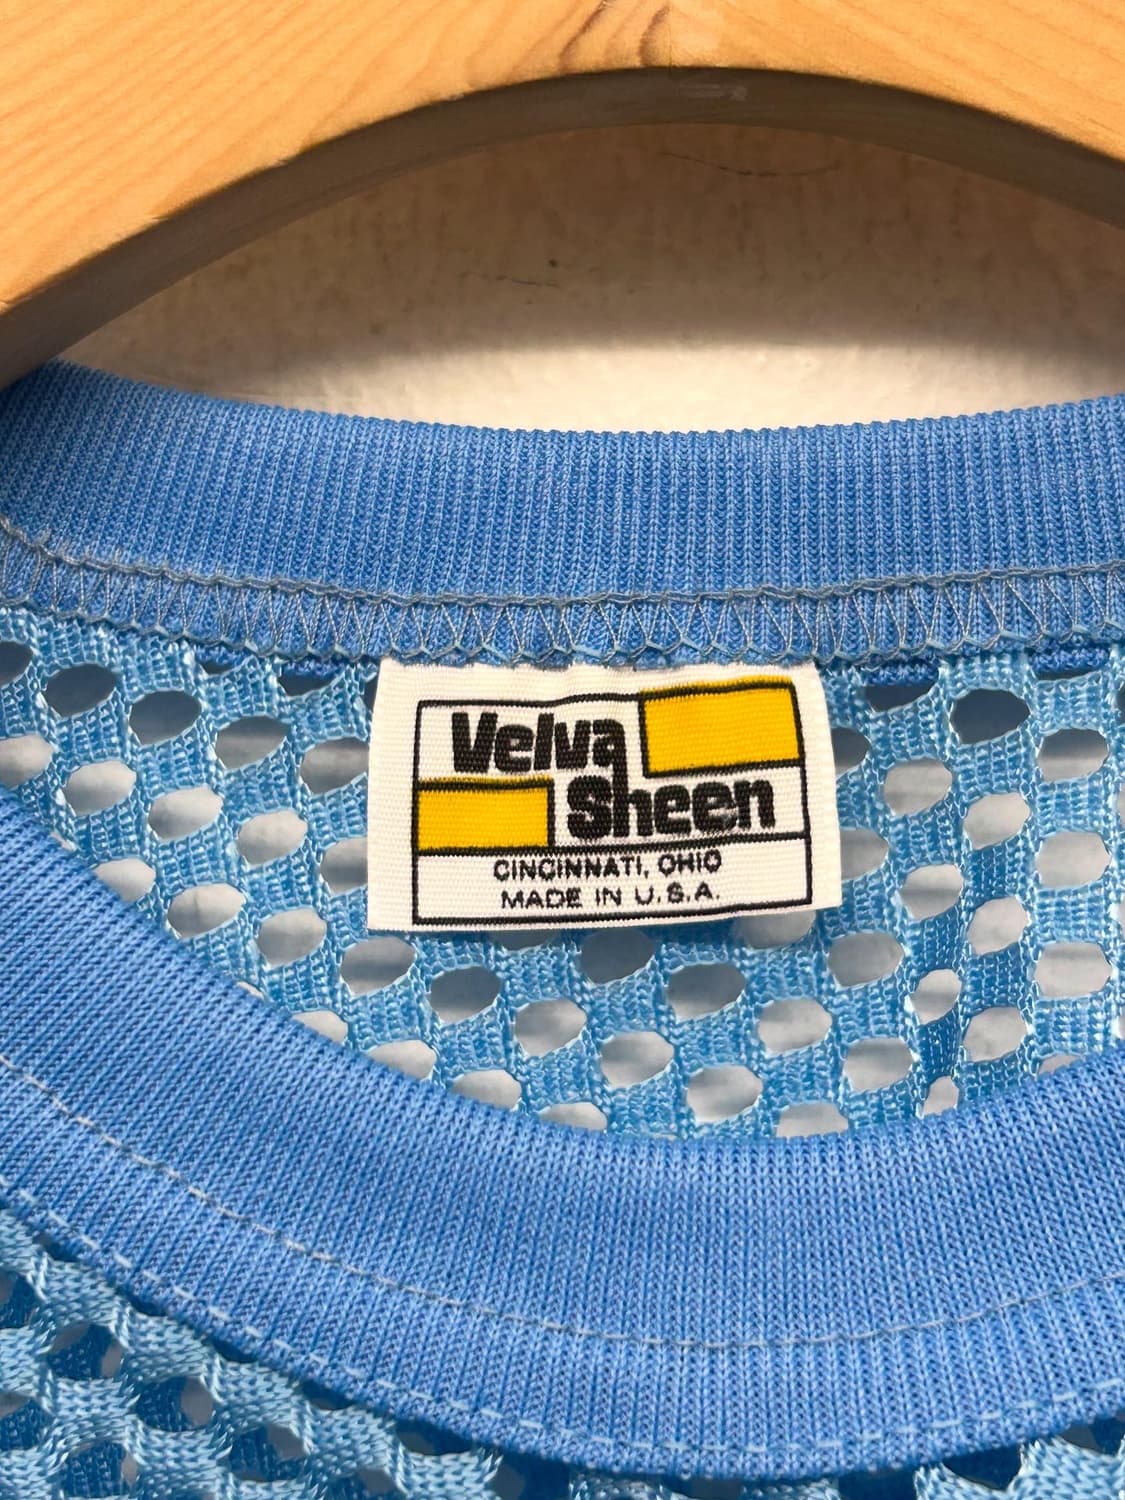 Velva
Sheen
CINCINNATI, OHIO
MADE IN U.S.A.